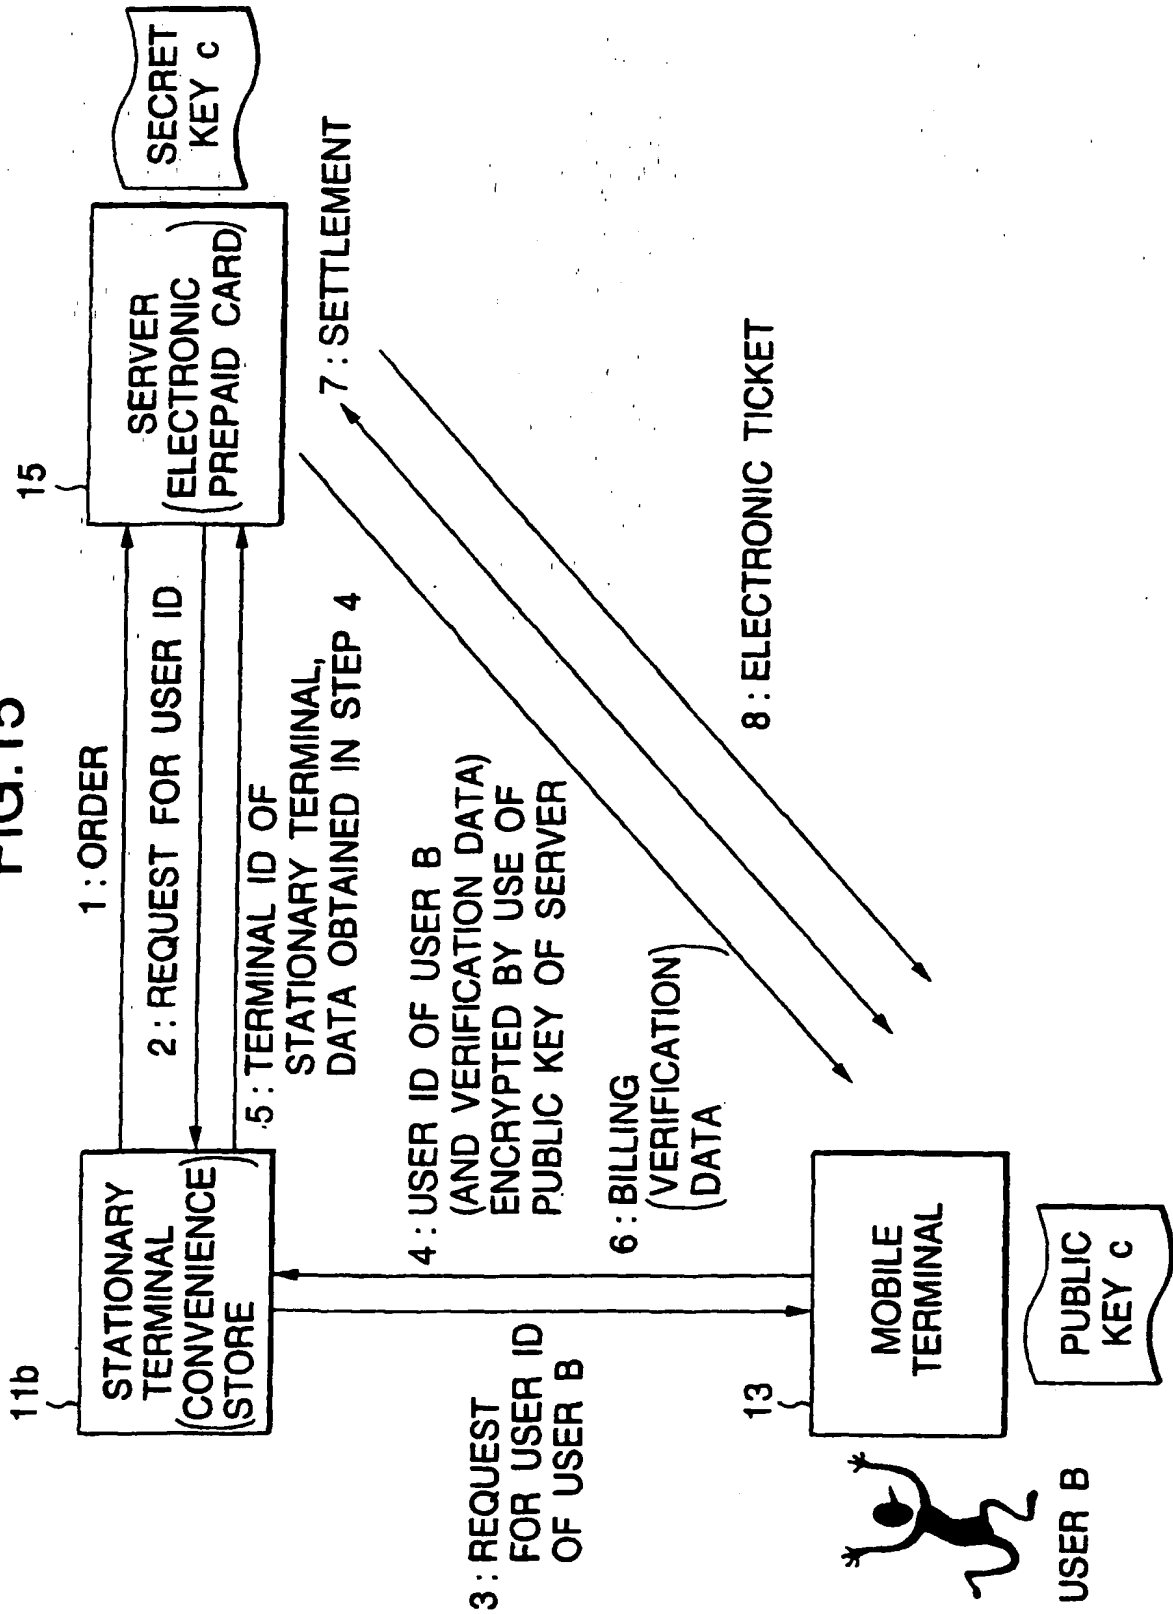 FIG.15
11b
STATIONARY
TERMINAL
(CONVENIENCE
STORE)
1 : ORDER
2 : REQUEST FOR USER ID
5 : TERMINAL ID OF
STATIONARY TERMINAL,
DATA OBTAINED IN STEP 4
15
SERVER
(ELECTRONIC
PREPAID CARD)
SECRET
KEY c
3 : REQUEST
FOR USER ID
OF USER B
4 : USER ID OF USER B
(AND VERIFICATION DATA)
ENCRYPTED BY USE OF
PUBLIC KEY OF SERVER
6 : BILLING
(VERIFICATION
DATA)
7 : SETTLEMENT
8 : ELECTRONIC TICKET
13
MOBILE
TERMINAL
USER B
PUBLIC
KEY c